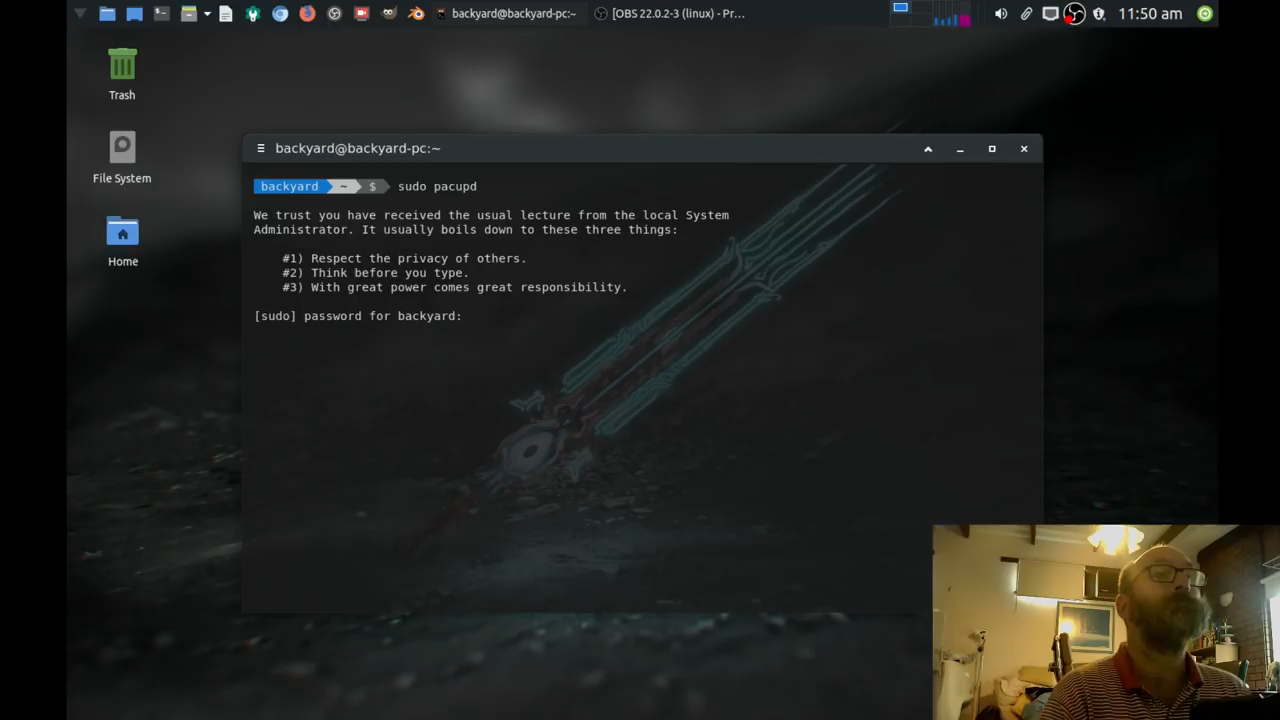 backyard@backyard-pc:~
[OBS 22.0.2-3 (linux) - Pr...
11:50 am
Trash
File System
Home
backyard@backyard-pc:~
backyard ~ $ sudo pacupd
We trust you have received the usual lecture from the local System
Administrator. It usually boils down to these three things:
#1) Respect the privacy of others.
#2) Think before you type.
#3) With great power comes great responsibility.
[sudo] password for backyard: